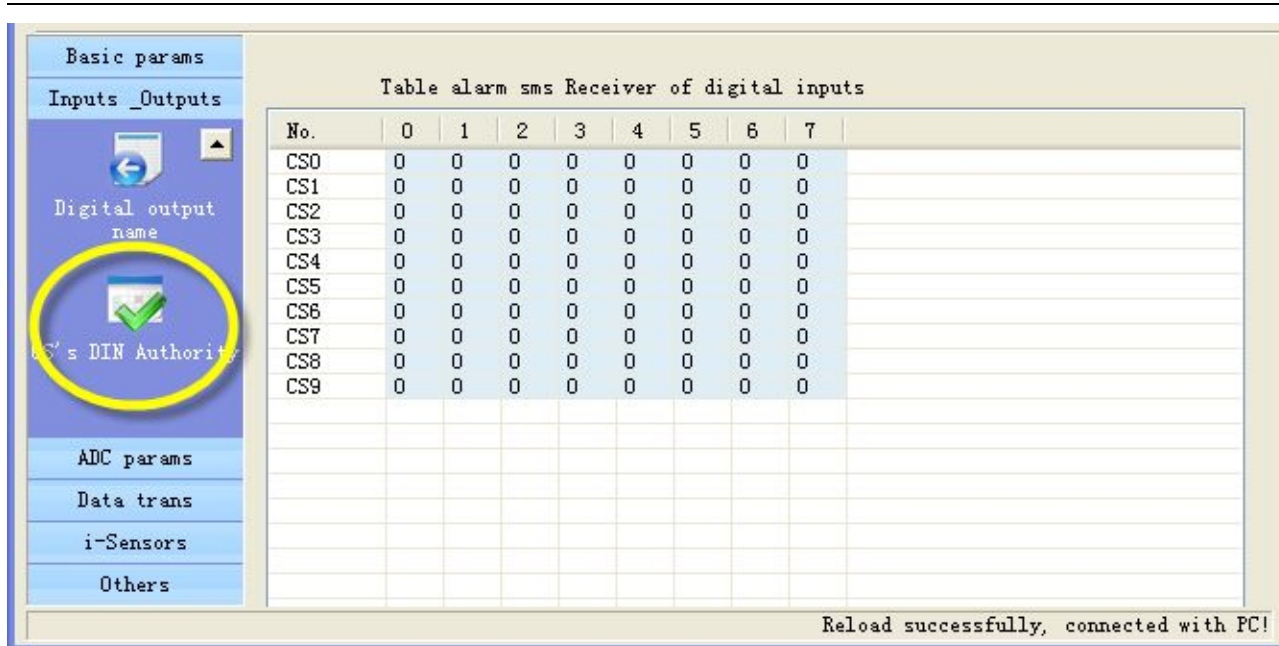 Basic params
Inputs _Outputs
Digital output
name
's DIN Authority
ADC params
Data trans
i-Sensors
Others
Table alarm sms Receiver of digital inputs
No. 0 1 2 3 4 5 6 7
CS0 0 0 0 0 0 0 0 0
CS1 0 0 0 0 0 0 0 0
CS2 0 0 0 0 0 0 0 0
CS3 0 0 0 0 0 0 0 0
CS4 0 0 0 0 0 0 0 0
CS5 0 0 0 0 0 0 0 0
CS6 0 0 0 0 0 0 0 0
CS7 0 0 0 0 0 0 0 0
CS8 0 0 0 0 0 0 0 0
CS9 0 0 0 0 0 0 0 0
Reload successfully, connected with PC!